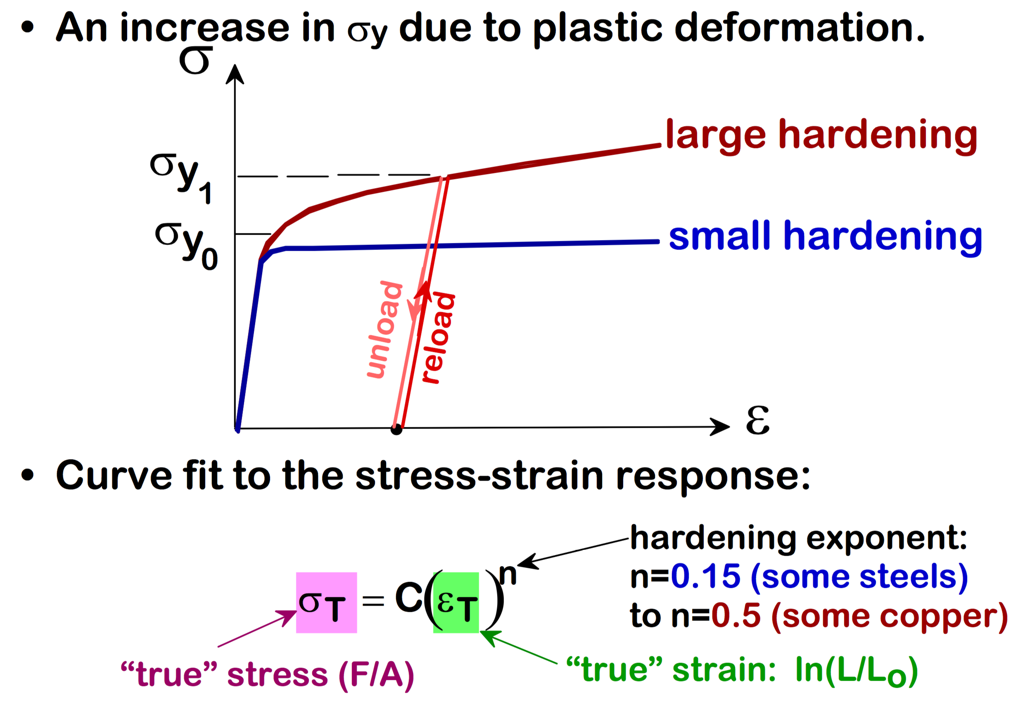 • An increase in σy due to plastic deformation.
σ
large hardening
σy1
σy0
small hardening
unload
reload
ε
• Curve fit to the stress-strain response:
hardening exponent:
n=0.15 (some steels)
to n=0.5 (some copper)
σT = C(εT)n
"true" stress (F/A)
"true" strain: ln(L/Lo)